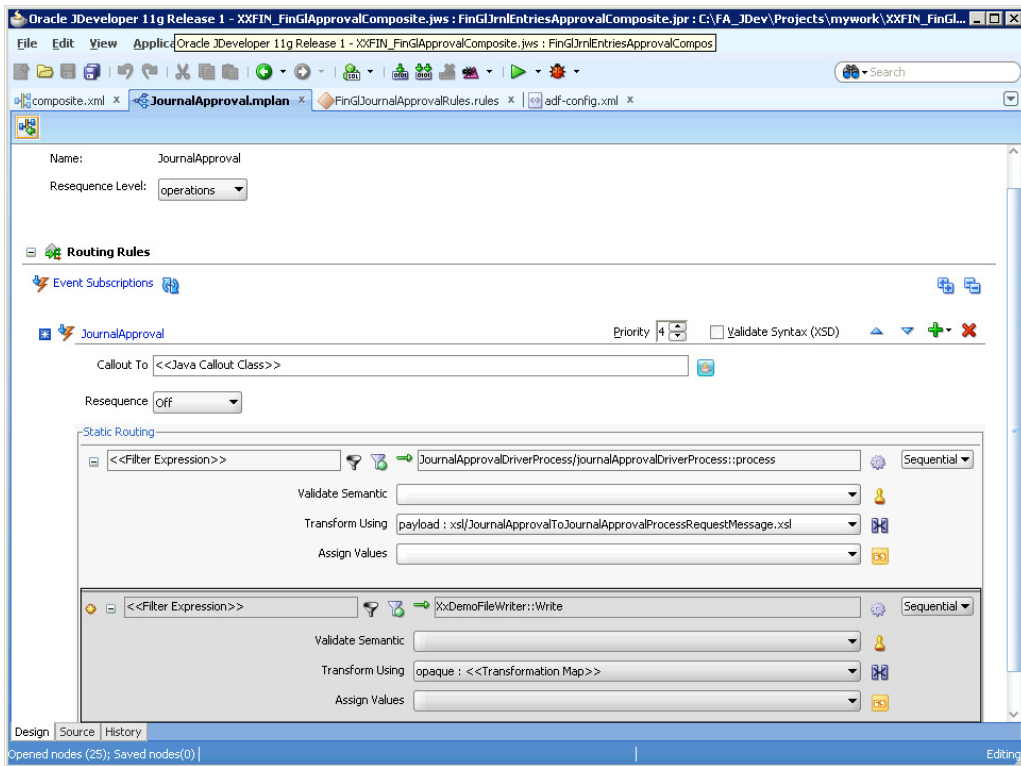 Oracle JDeveloper 11g Release 1 - XXFIN_FinGlApprovalComposite.jws : FinGlJrnlEntriesApprovalComposite.jpr : C:\FA_JDev\Projects\mywork\XXFIN_FinGl...
File Edit View Applica
Oracle JDeveloper 11g Release 1 - XXFIN_FinGlApprovalComposite.jws : FinGlJrnlEntriesApprovalCompos
Search
composite.xml JournalApproval.mplan FinGlJournalApprovalRules.rules adf-config.xml
Name: JournalApproval
Resequence Level: operations
Routing Rules
Event Subscriptions
JournalApproval Priority 4 Validate Syntax (XSD)
Callout To <<Java Callout Class>>
Resequence Off
Static Routing
<<Filter Expression>> JournalApprovalDriverProcess/journalApprovalDriverProcess::process Sequential
Validate Semantic
Transform Using payload : xsl/JournalApprovalToJournalApprovalProcessRequestMessage.xsl
Assign Values
<<Filter Expression>> XxDemoFileWriter::Write Sequential
Validate Semantic
Transform Using opaque : <<Transformation Map>>
Assign Values
Design Source History
Opened nodes (25); Saved nodes(0) Editing